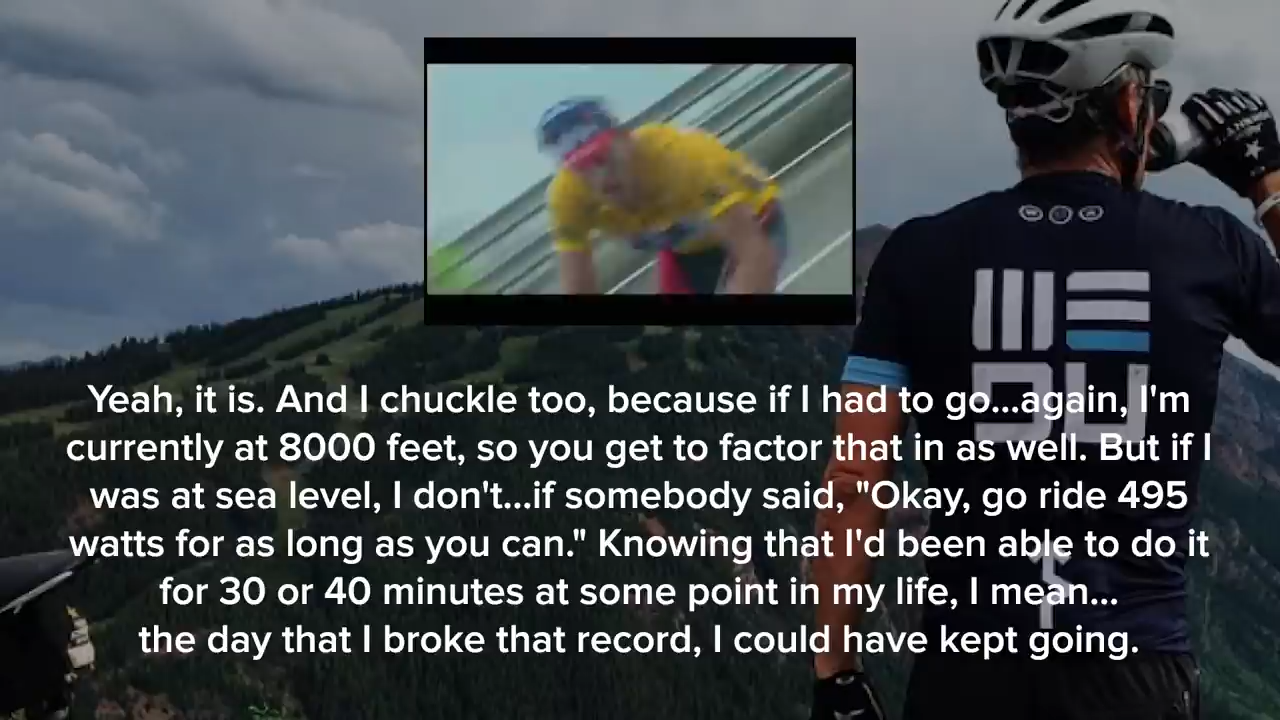 WE
DU
Yeah, it is. And I chuckle too, because if I had to go...again, I'm
currently at 8000 feet, so you get to factor that in as well. But if I
was at sea level, I don't...if somebody said, "Okay, go ride 495
watts for as long as you can." Knowing that I'd been able to do it
for 30 or 40 minutes at some point in my life, I mean...
the day that I broke that record, I could have kept going.